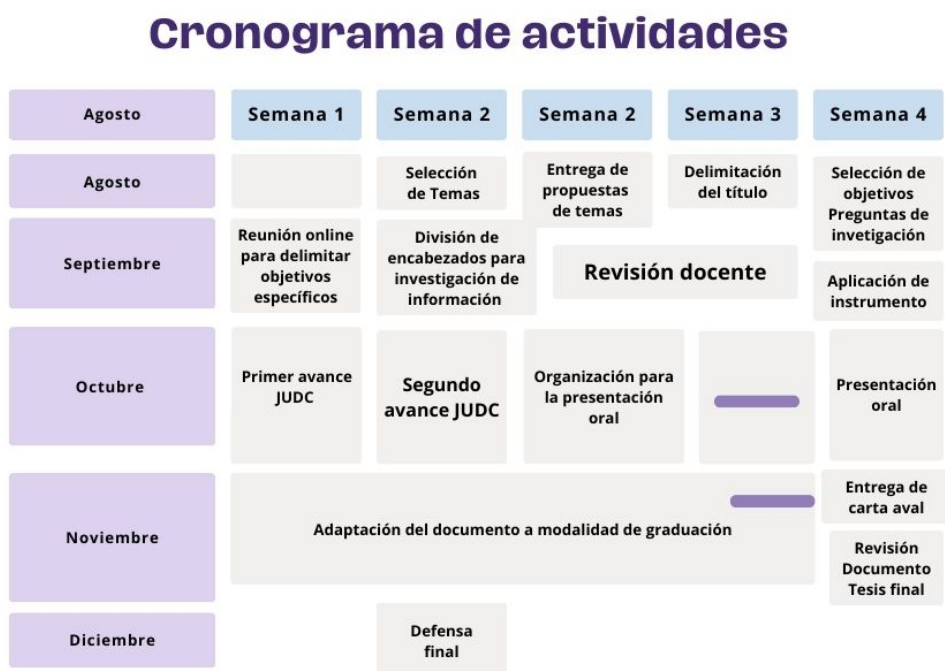 Cronograma de actividades
Agosto
Semana 1
Semana 2
Semana 2
Semana 3
Semana 4
Agosto
Selección
de Temas
Entrega de
propuestas
de temas
Delimitación
del título
Selección de
objetivos
Preguntas de
invetigación
Septiembre
Reunión online
para delimitar
objetivos
específicos
División de
encabezados para
investigación de
información
Revisión docente
Aplicación de
instrumento
Octubre
Primer avance
JUDC
Segundo
avance JUDC
Organización para
la presentación
oral
Presentación
oral
Noviembre
Adaptación del documento a modalidad de graduación
Entrega de
carta aval
Revisión
Documento
Tesis final
Diciembre
Defensa
final